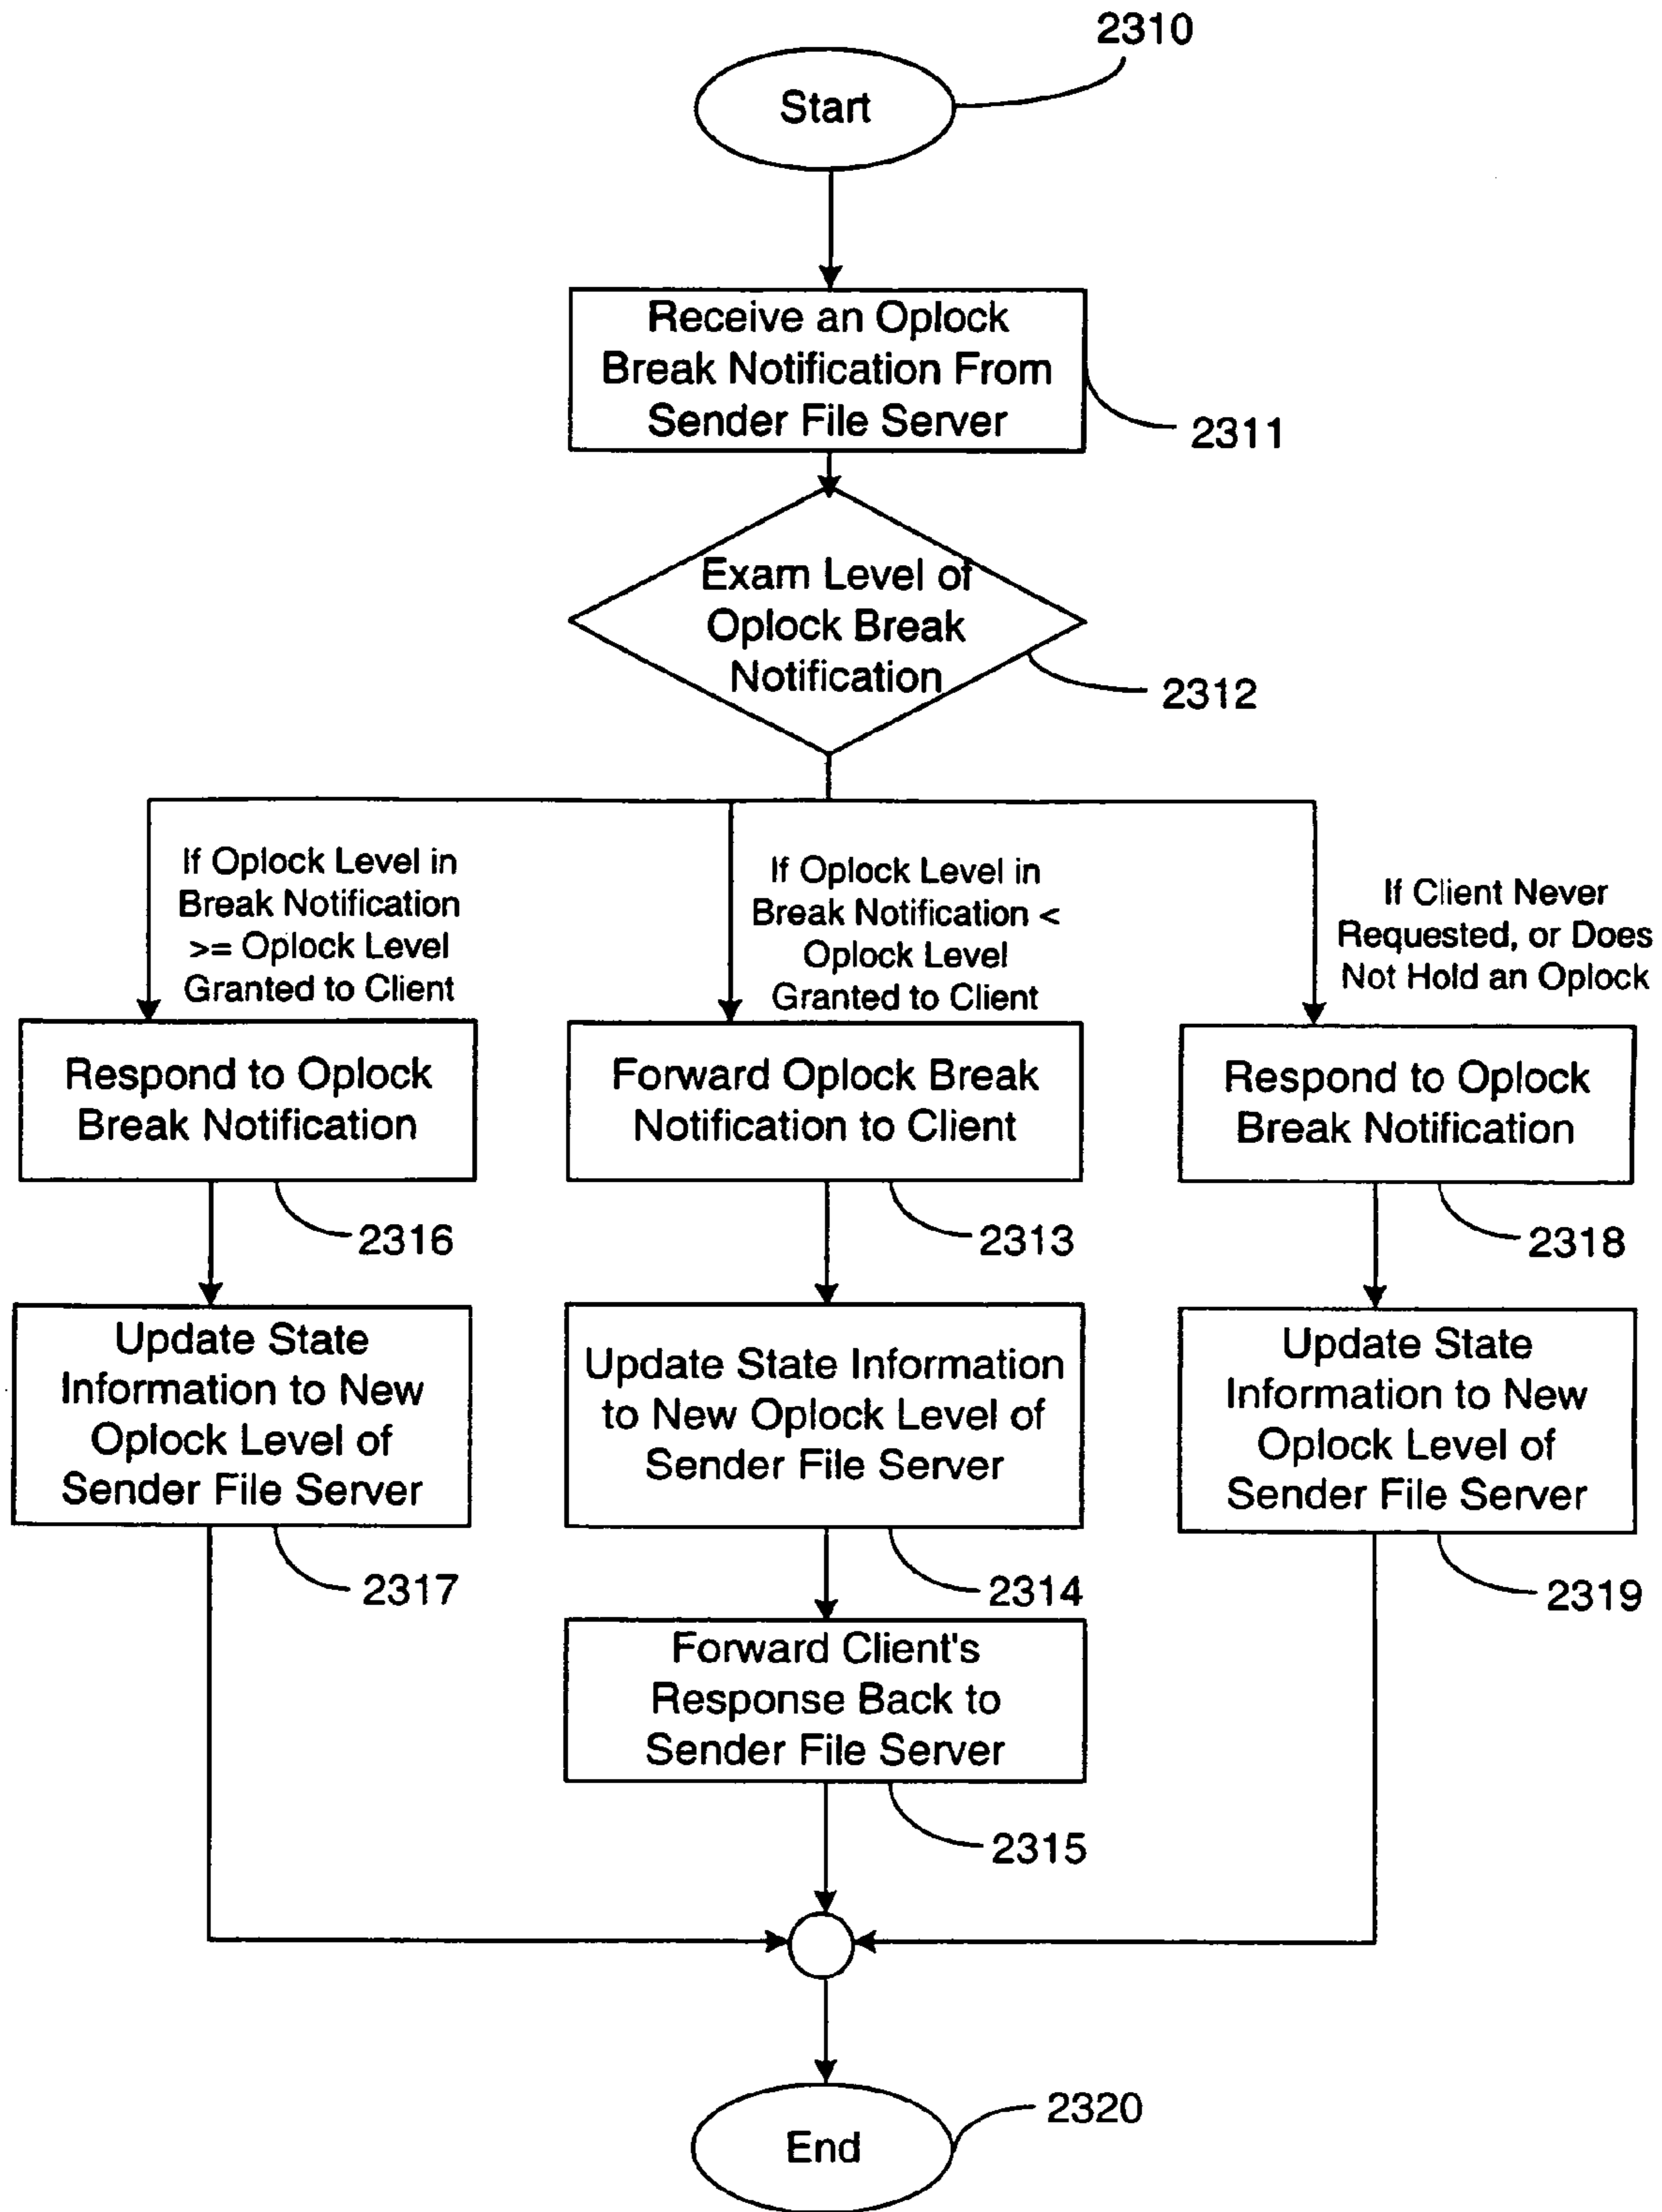 2310
Start
Receive an Oplock
Break Notification From
Sender File Server
2311
Exam Level of
Oplock Break
Notification
2312
If Oplock Level in
Break Notification
>= Oplock Level
Granted to Client
If Oplock Level in
Break Notification <
Oplock Level
Granted to Client
If Client Never
Requested, or Does
Not Hold an Oplock
Respond to Oplock
Break Notification
2316
Forward Oplock Break
Notification to Client
2313
Respond to Oplock
Break Notification
2318
Update State
Information to New
Oplock Level of
Sender File Server
2317
Update State Information
to New Oplock Level of
Sender File Server
2314
Update State
Information to New
Oplock Level of
Sender File Server
2319
Forward Client's
Response Back to
Sender File Server
2315
2320
End